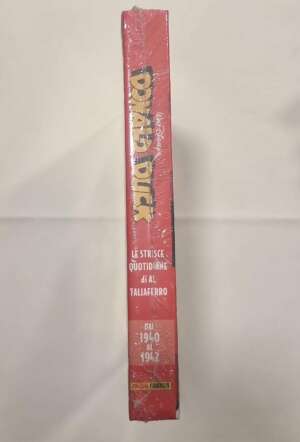 Walt Disney
DONALD DUCK
LE STRISCE
QUOTIDIANE
di AL
TALIAFERRO
DAL
1940
AL
1942
PANINI COMICS